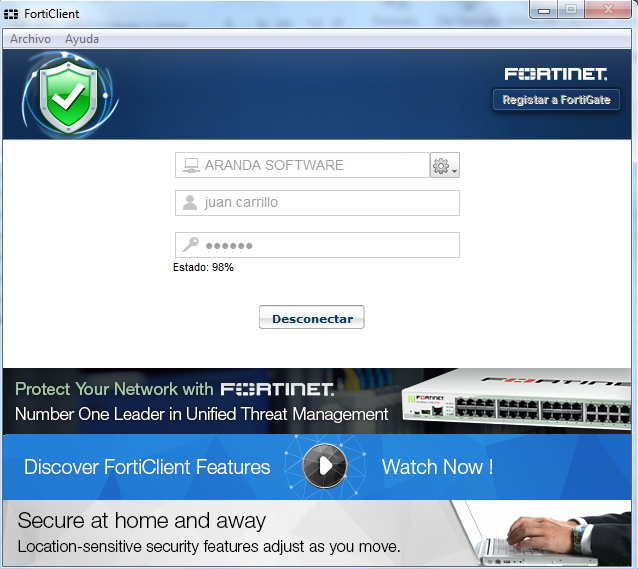 FortiClient
Archivo Ayuda
FORTINET.
Registar a FortiGate
ARANDA SOFTWARE
juan.carrillo
●●●●●●
Estado: 98%
Desconectar
Protect Your Network with FORTINET.
Number One Leader in Unified Threat Management
FORTINET
Discover FortiClient Features
Watch Now !
Secure at home and away
Location-sensitive security features adjust as you move.